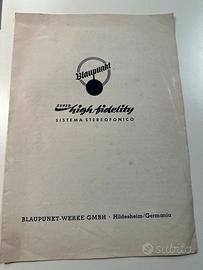 Blaupunkt
SUPER high fidelity
SISTEMA STEREOFONICO
BLAUPUNKT-WERKE GMBH · Hildesheim/Germania
subito